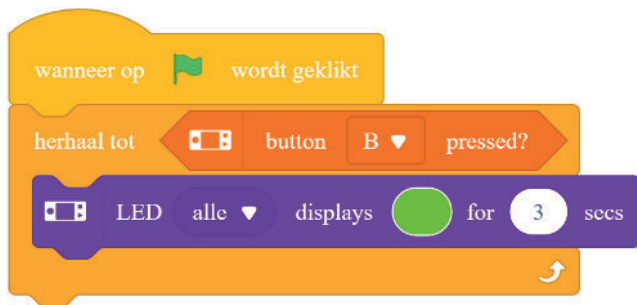 wanneer op wordt geklikt
herhaal tot button B pressed?
LED alle displays for 3 secs